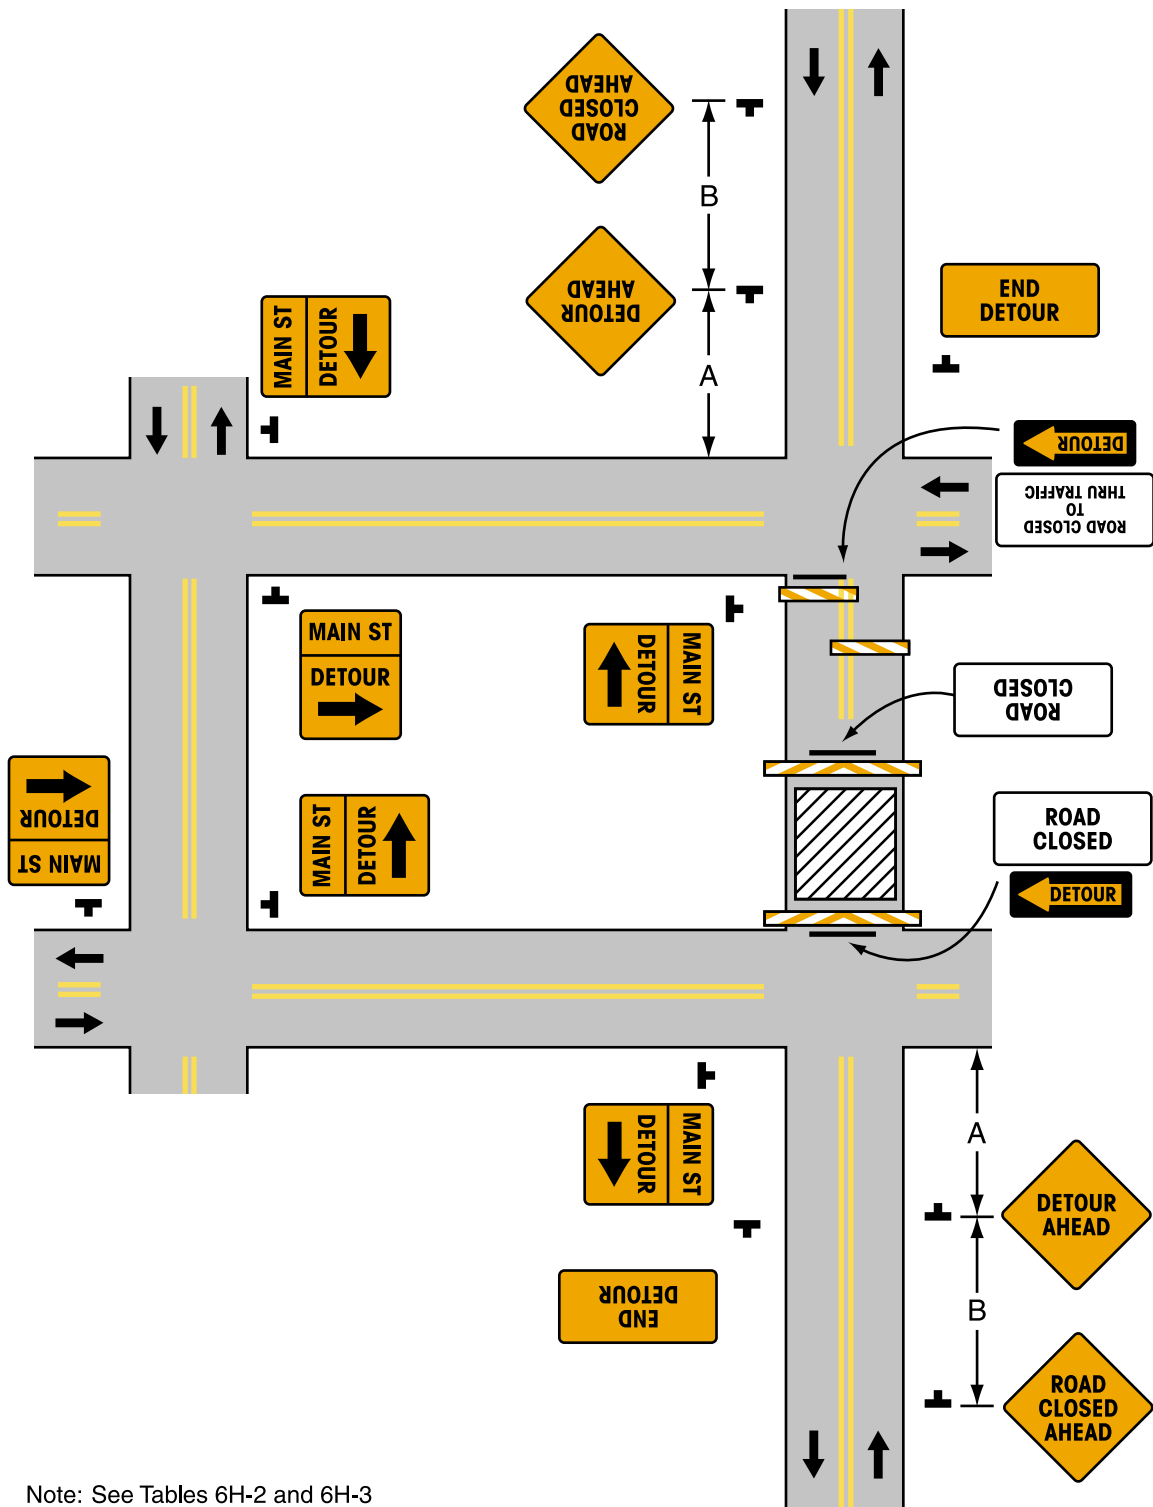 ROAD
CLOSED
AHEAD
B
DETOUR
AHEAD
A
END
DETOUR
MAIN ST
DETOUR
DETOUR
ROAD CLOSED
TO
THRU TRAFFIC
MAIN ST
DETOUR
MAIN ST
DETOUR
ROAD
CLOSED
MAIN ST
DETOUR
MAIN ST
DETOUR
ROAD
CLOSED
DETOUR
MAIN ST
DETOUR
A
DETOUR
AHEAD
END
DETOUR
B
ROAD
CLOSED
AHEAD
Note: See Tables 6H-2 and 6H-3